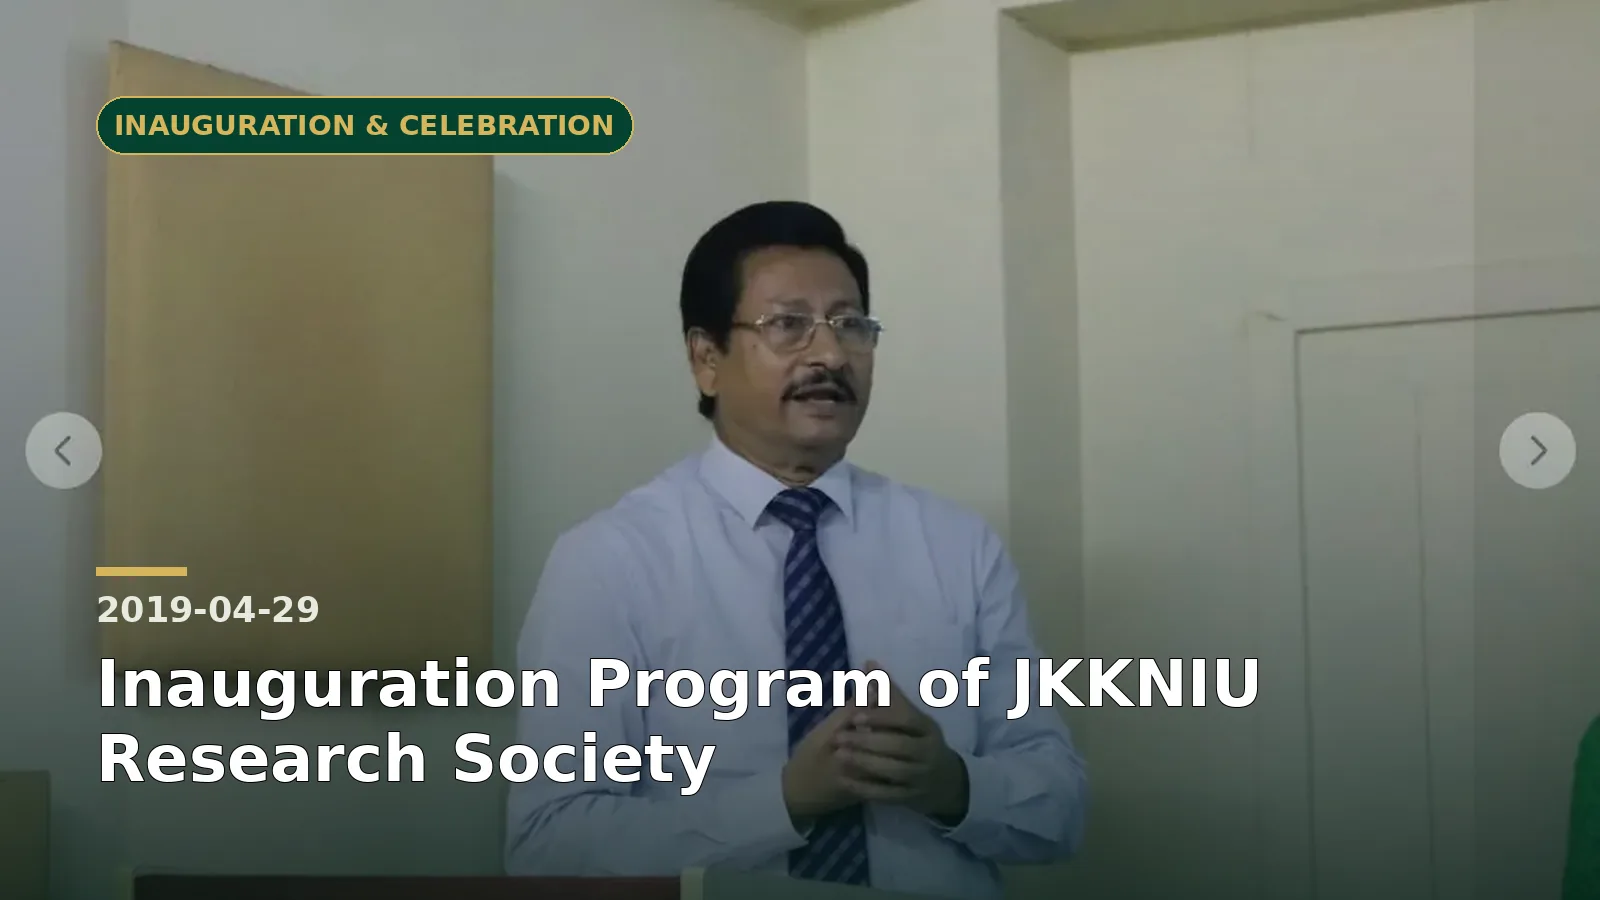 INAUGURATION & CELEBRATION
2019-04-29
Inauguration Program of JKKNIU
Research Society